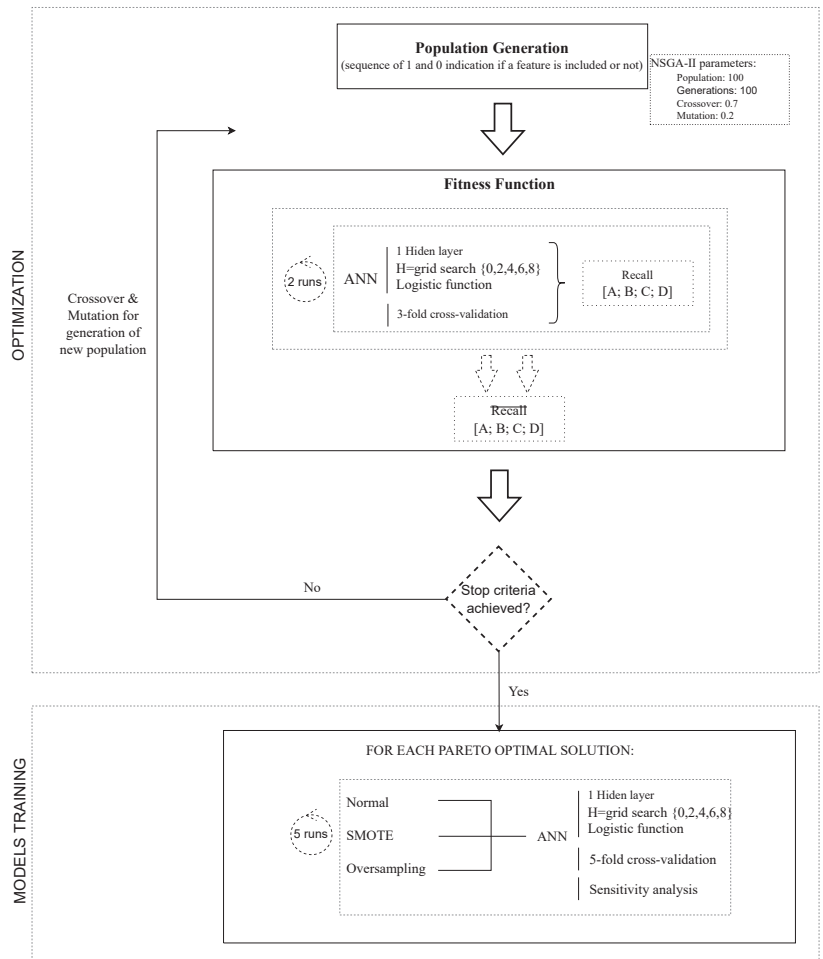 Population Generation
(sequence of 1 and 0 indication if a feature is included or not)
NSGA-II parameters:
Population: 100
Generations: 100
Crossover: 0.7
Mutation: 0.2
OPTIMIZATION
Fitness Function
2 runs
ANN
1 Hiden layer
H=grid search {0,2,4,6,8}
Logistic function
3-fold cross-validation
Recall
[A; B; C; D]
Recall
[A; B; C; D]
Crossover &
Mutation for
generation of
new population
Stop criteria
achieved?
No
Yes
MODELS TRAINING
FOR EACH PARETO OPTIMAL SOLUTION:
5 runs
Normal
SMOTE
Oversampling
ANN
1 Hiden layer
H=grid search {0,2,4,6,8}
Logistic function
5-fold cross-validation
Sensitivity analysis